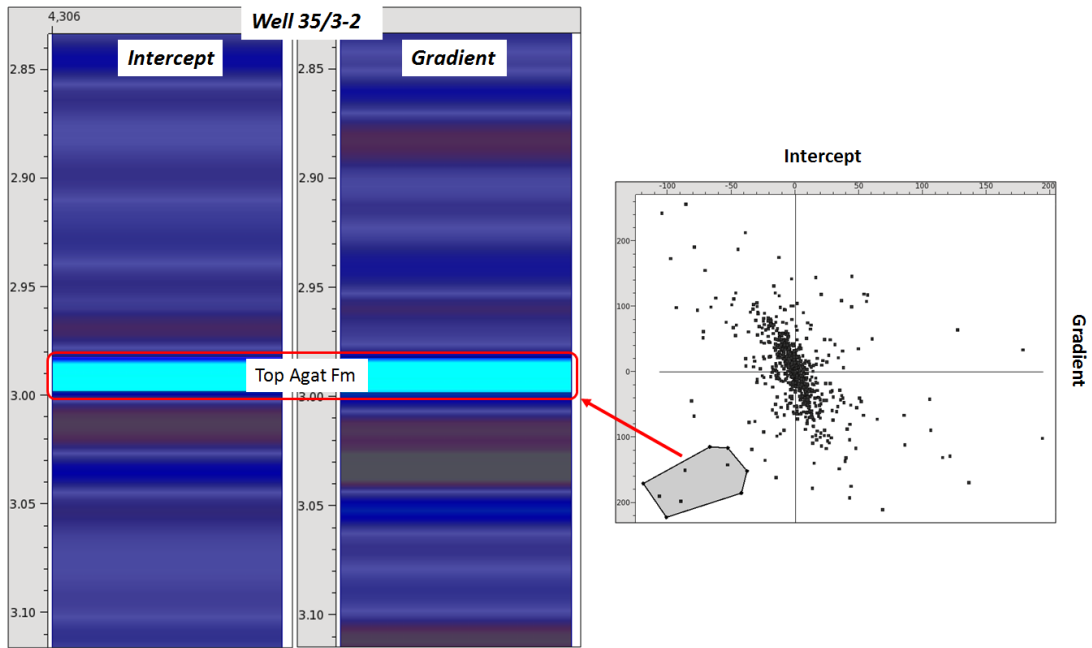 4,306
Well 35/3-2
Intercept
Gradient
2.85
2.85
2.90
2.90
2.95
2.95
Top Agat Fm
3.00
3.00
3.05
3.05
3.10
3.10
Intercept
-100 -50 0 50 100 150 200
200
100
0
100
200
Gradient